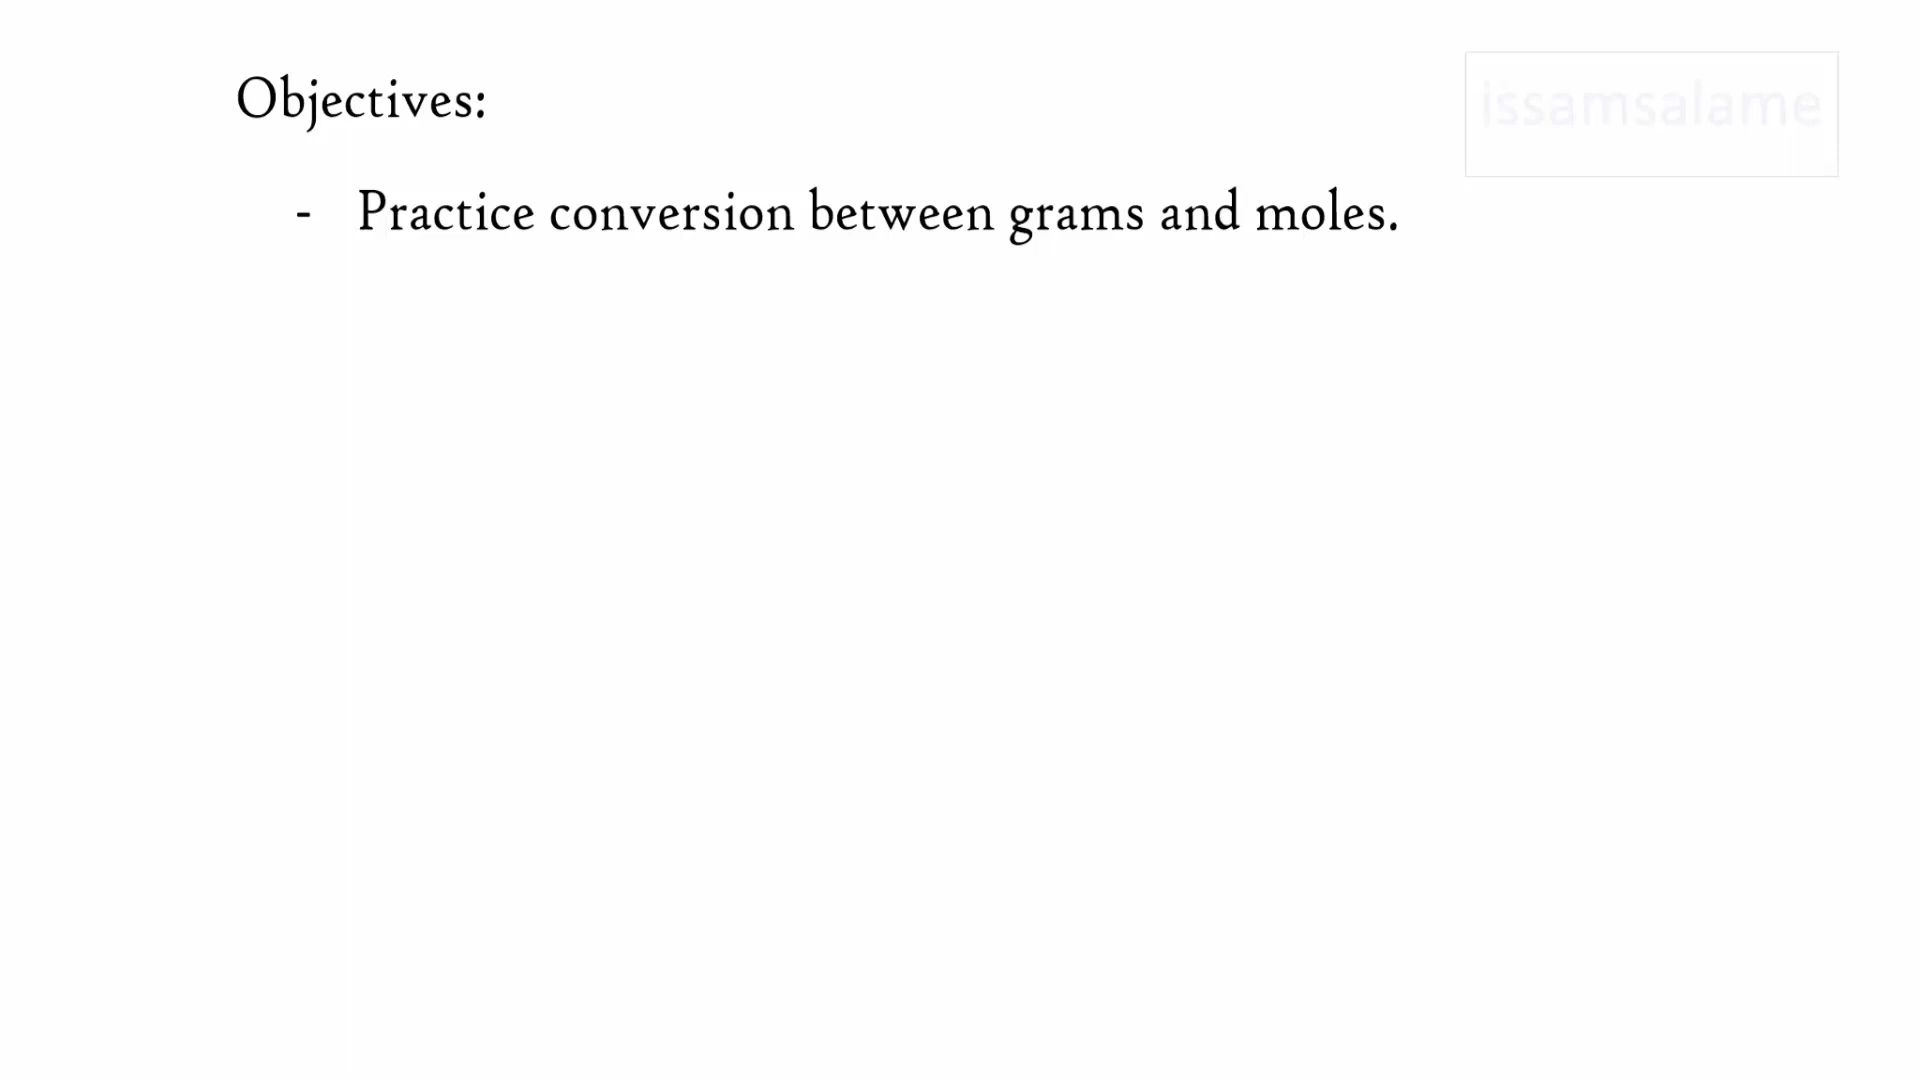 Objectives:
issamsalame
- Practice conversion between grams and moles.